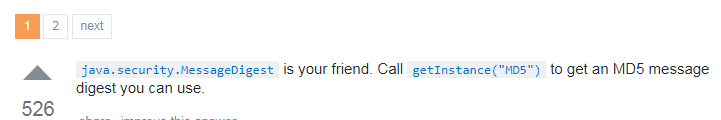 1 2 next
java.security.MessageDigest is your friend. Call getInstance("MD5") to get an MD5 message
digest you can use.
526